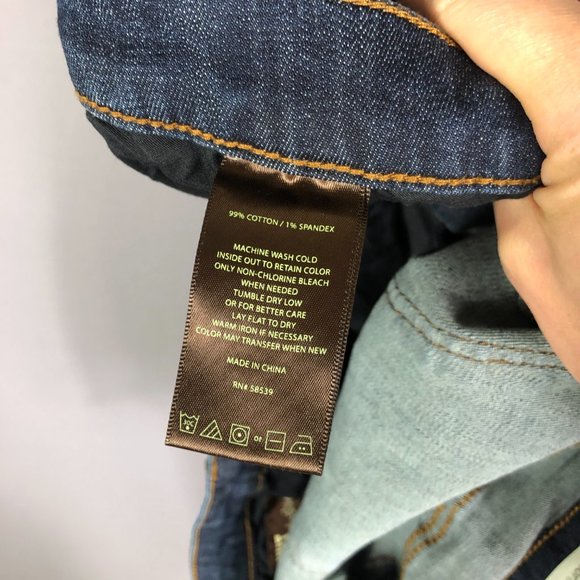 99% COTTON / 1% SPANDEX
MACHINE WASH COLD
INSIDE OUT TO RETAIN COLOR
ONLY NON-CHLORINE BLEACH
WHEN NEEDED
TUMBLE DRY LOW
OR FOR BETTER CARE
LAY FLAT TO DRY
WARM IRON IF NECESSARY
COLOR MAY TRANSFER WHEN NEW
MADE IN CHINA
RN# 58539
30C or